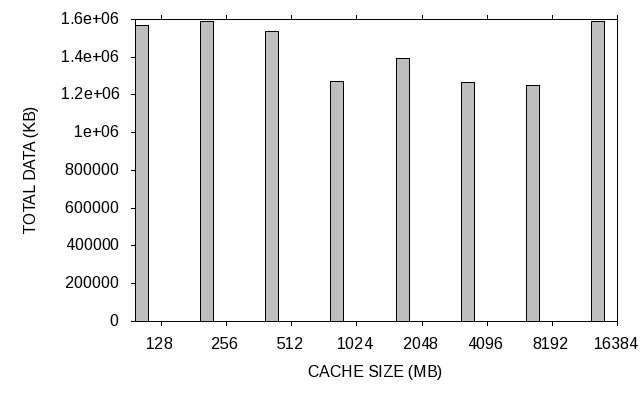 1.6e+06
1.4e+06
1.2e+06
1e+06
800000
600000
400000
200000
0
TOTAL DATA (KB)
128 256 512 1024 2048 4096 8192 16384
CACHE SIZE (MB)